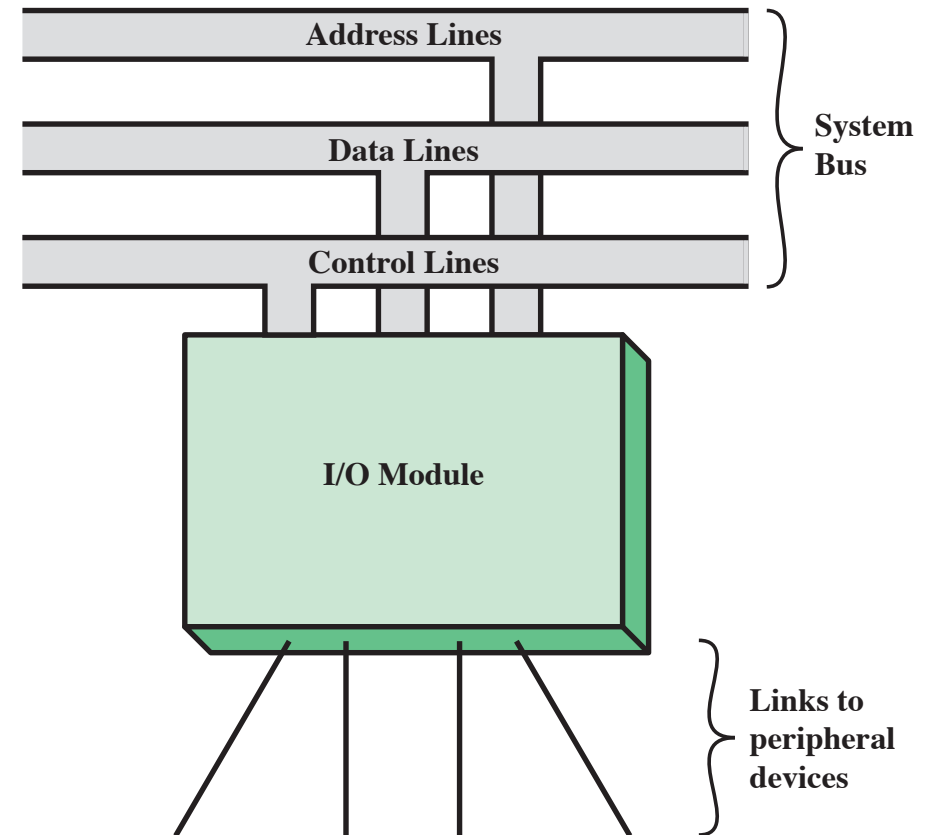 Address Lines
Data Lines
System
Bus
Control Lines
I/O Module
Links to
peripheral
devices